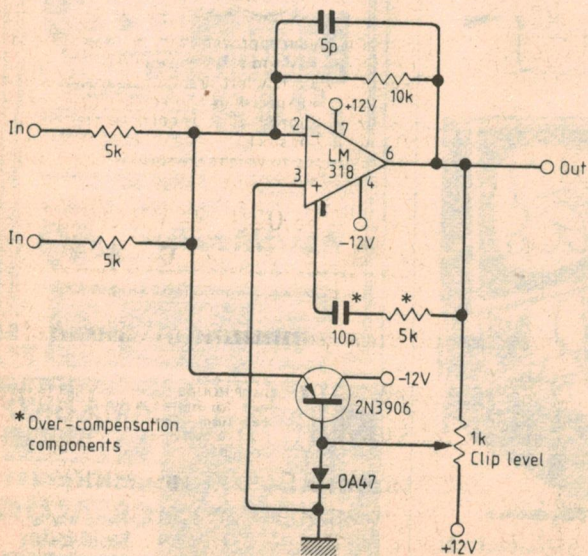 5p
10k
+12V
In
5k
2
7
LM
318
6
3
+
4
Out
-12V
In
5k
8
*
*
10p
5k
-12V
2N3906
*Over-compensation
components
1k
Clip level
OA47
+12V